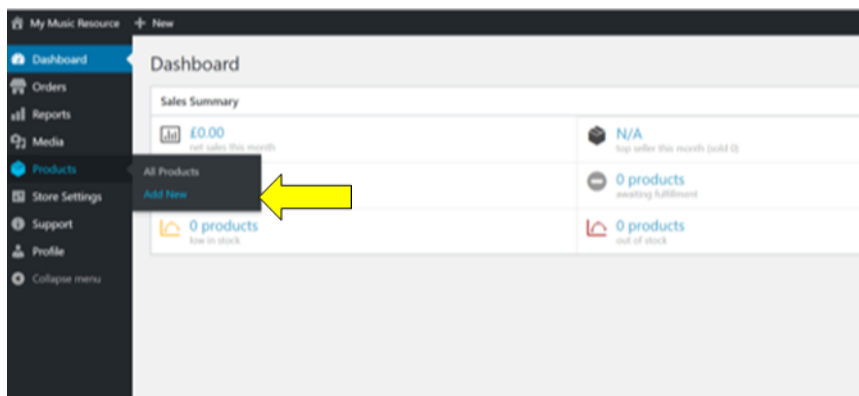 My Music Resource + New
Dashboard
Orders
Reports
Media
Products
Store Settings
Support
Profile
Collapse menu
All Products
Add New
Dashboard
Sales Summary
£0.00
net sales this month
N/A
top seller this month (sold 0)
0 products
awaiting fulfillment
0 products
low in stock
0 products
out of stock